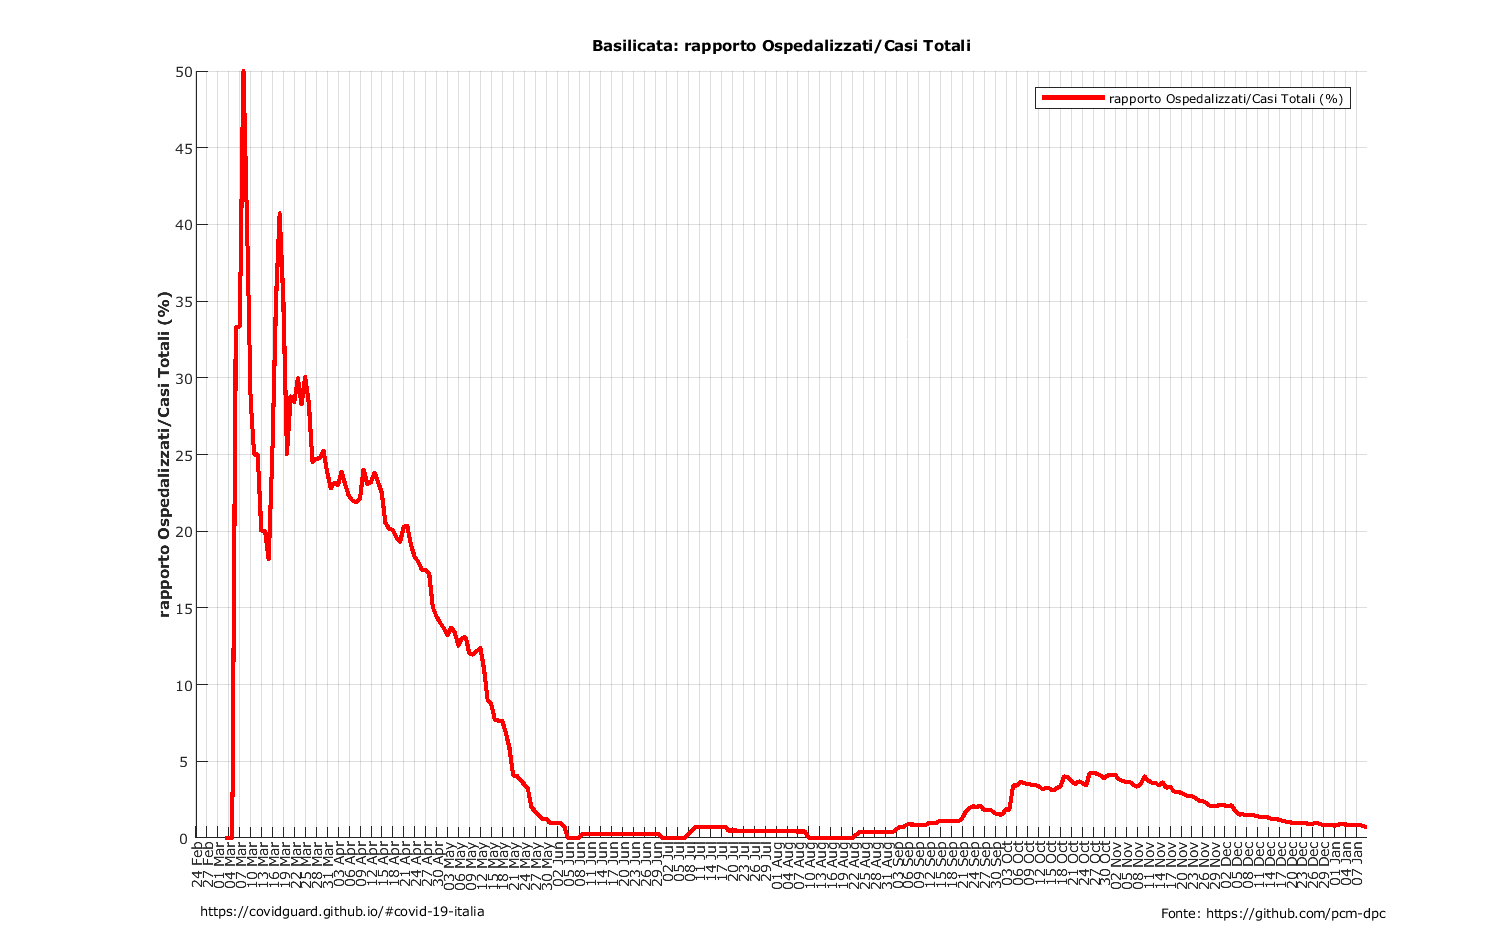 Basilicata: rapporto Ospedalizzati/Casi Totali
rapporto Ospedalizzati/Casi Totali (%)
rapporto Ospedalizzati/Casi Totali (%)
50
45
40
35
30
25
20
15
10
5
0
24 Feb
27 Feb
01 Mar
04 Mar
07 Mar
10 Mar
13 Mar
16 Mar
19 Mar
22 Mar
25 Mar
28 Mar
31 Mar
03 Apr
06 Apr
09 Apr
12 Apr
15 Apr
18 Apr
21 Apr
24 Apr
27 Apr
30 Apr
03 May
06 May
09 May
12 May
15 May
18 May
21 May
24 May
27 May
30 May
02 Jun
05 Jun
08 Jun
11 Jun
14 Jun
17 Jun
20 Jun
23 Jun
26 Jun
29 Jun
02 Jul
05 Jul
08 Jul
11 Jul
14 Jul
17 Jul
20 Jul
23 Jul
26 Jul
29 Jul
01 Aug
04 Aug
07 Aug
10 Aug
13 Aug
16 Aug
19 Aug
22 Aug
25 Aug
28 Aug
31 Aug
03 Sep
06 Sep
09 Sep
12 Sep
15 Sep
18 Sep
21 Sep
24 Sep
27 Sep
30 Sep
03 Oct
06 Oct
09 Oct
12 Oct
15 Oct
18 Oct
21 Oct
24 Oct
27 Oct
30 Oct
02 Nov
05 Nov
08 Nov
11 Nov
14 Nov
17 Nov
20 Nov
23 Nov
26 Nov
29 Nov
02 Dec
05 Dec
08 Dec
11 Dec
14 Dec
17 Dec
20 Dec
23 Dec
26 Dec
29 Dec
01 Jan
04 Jan
07 Jan
https://covidguard.github.io/#covid-19-italia
Fonte: https://github.com/pcm-dpc